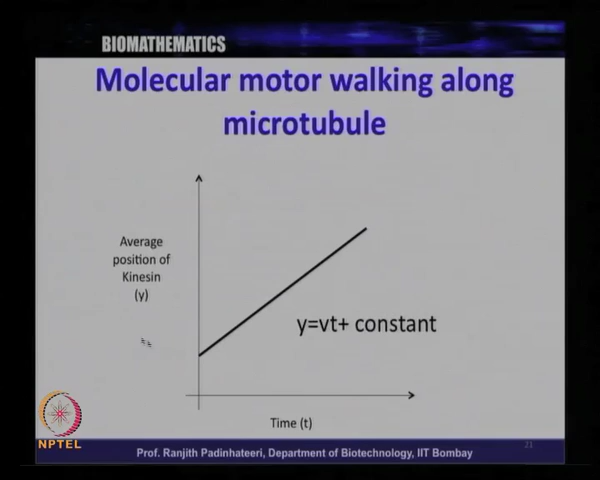 BIOMATHEMATICS
Molecular motor walking along
microtubule
Average
position of
Kinesin
(y)
y=vt+ constant
Time (t)
NPTEL
Prof. Ranjith Padinhateeri, Department of Biotechnology, IIT Bombay
21